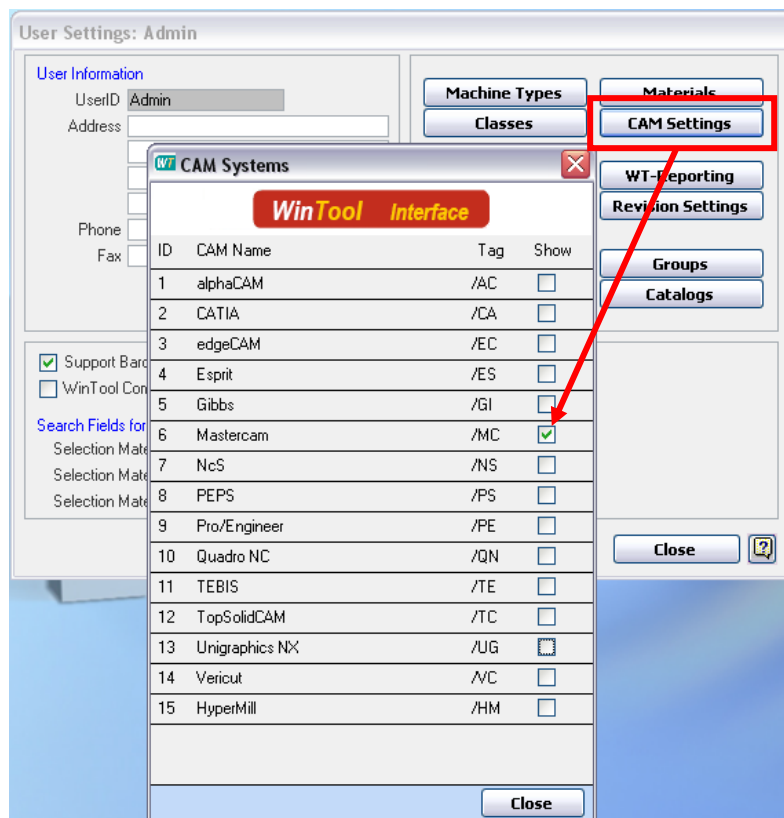 User Settings: Admin
User Information
UserID Admin
Address
Phone
Fax
Machine Types
Materials
Classes
CAM Settings
WT-Reporting
Revision Settings
Groups
Catalogs
Support Barc
WinTool Con
Search Fields for
Selection Mate
Selection Mate
Selection Mate
Close
WT CAM Systems
WinTool Interface
ID CAM Name Tag Show
1 alphaCAM /AC
2 CATIA /CA
3 edgeCAM /EC
4 Esprit /ES
5 Gibbs /GI
6 Mastercam /MC
7 NcS /NS
8 PEPS /PS
9 Pro/Engineer /PE
10 Quadro NC /QN
11 TEBIS /TE
12 TopSolidCAM /TC
13 Unigraphics NX /UG
14 Vericut /VC
15 HyperMill /HM
Close